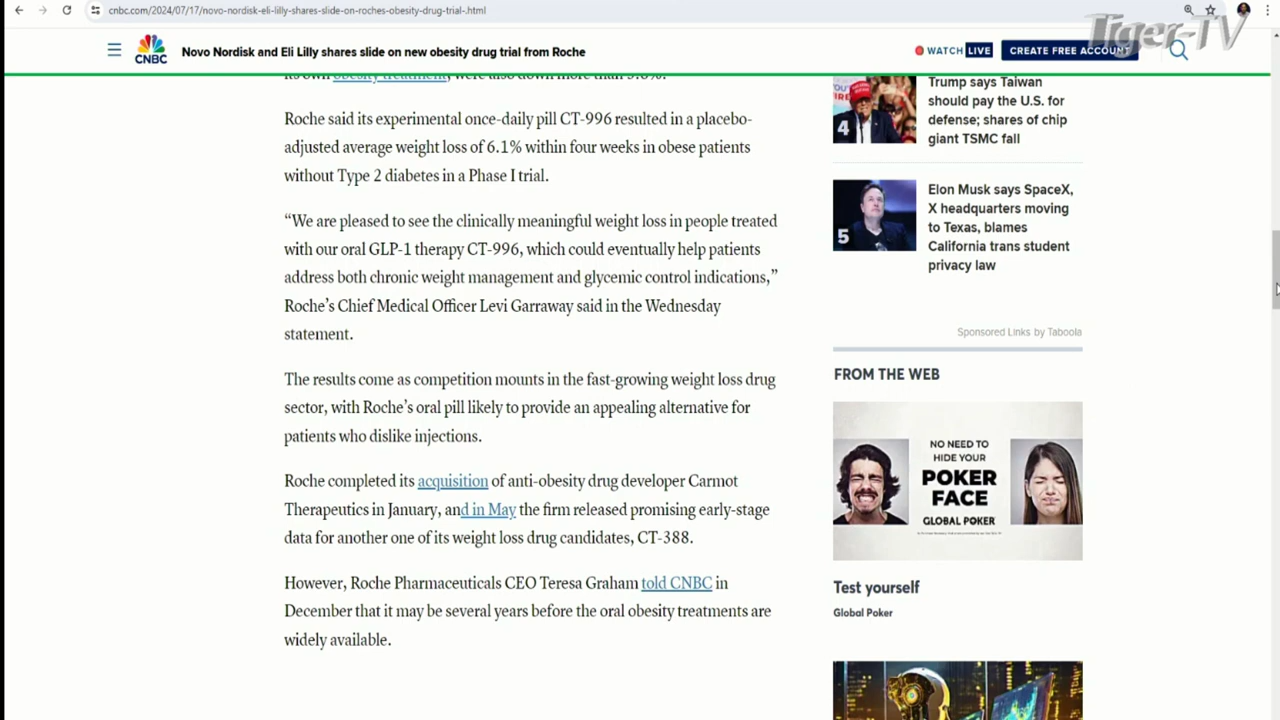 cnbc.com/2024/07/17/novo-nordisk-eli-lilly-shares-slide-on-roches-obesity-drug-trial-.html
Tiger-TV
CNBC
Novo Nordisk and Eli Lilly shares slide on new obesity drug trial from Roche
WATCH LIVE
CREATE FREE ACCOUNT
its own obesity treatment, were also down more than 3.6%.
Roche said its experimental once-daily pill CT-996 resulted in a placebo-
adjusted average weight loss of 6.1% within four weeks in obese patients
without Type 2 diabetes in a Phase I trial.
“We are pleased to see the clinically meaningful weight loss in people treated
with our oral GLP-1 therapy CT-996, which could eventually help patients
address both chronic weight management and glycemic control indications,”
Roche’s Chief Medical Officer Levi Garraway said in the Wednesday
statement.
The results come as competition mounts in the fast-growing weight loss drug
sector, with Roche’s oral pill likely to provide an appealing alternative for
patients who dislike injections.
Roche completed its acquisition of anti-obesity drug developer Carmot
Therapeutics in January, and in May the firm released promising early-stage
data for another one of its weight loss drug candidates, CT-388.
However, Roche Pharmaceuticals CEO Teresa Graham told CNBC in
December that it may be several years before the oral obesity treatments are
widely available.
4
Trump says Taiwan
should pay the U.S. for
defense; shares of chip
giant TSMC fall
5
Elon Musk says SpaceX,
X headquarters moving
to Texas, blames
California trans student
privacy law
Sponsored Links by Taboola
FROM THE WEB
NO NEED TO
HIDE YOUR
POKER
FACE
GLOBAL POKER
Test yourself
Global Poker